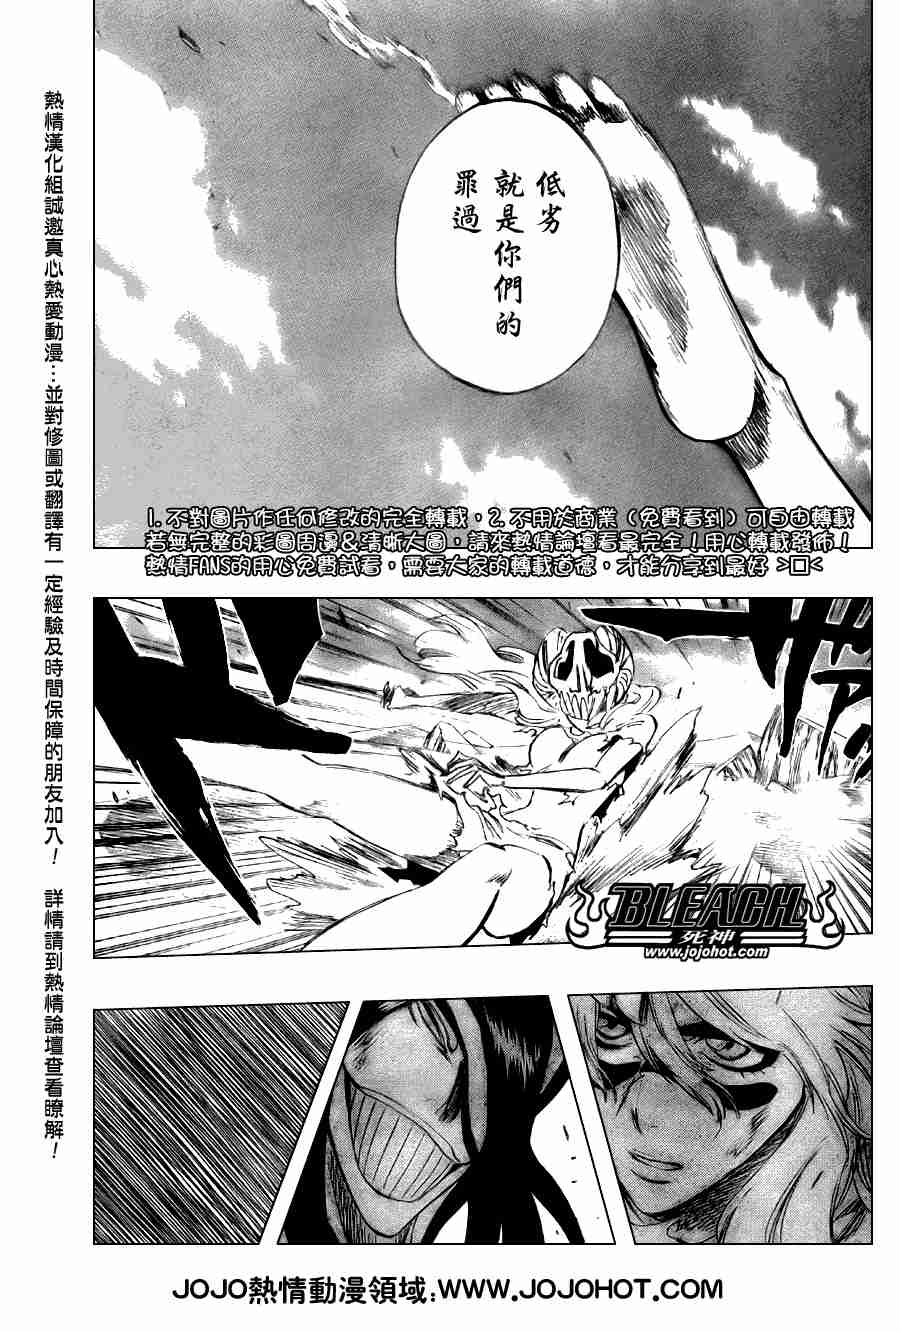 低劣
就是你們的
罪過
1. 不對圖片作任何修改的完全轉載，2. 不用於商業（免費看到）可自由轉載
若無完整的彩圖周邊&清晰大圖，請來熱情論壇看最完全！用心轉載發佈！
熱情FANS的用心免費試看，需要大家的轉載道德，才能分享到最好 >□<
熱情漢化組誠邀真心熱愛動漫…並對修圖或翻譯有一定經驗及時間保障的朋友加入！ 詳情請到熱情論壇查看瞭解！
BLEACH
死神
www.jojohot.com
JOJO熱情動漫領域:WWW.JOJOHOT.COM